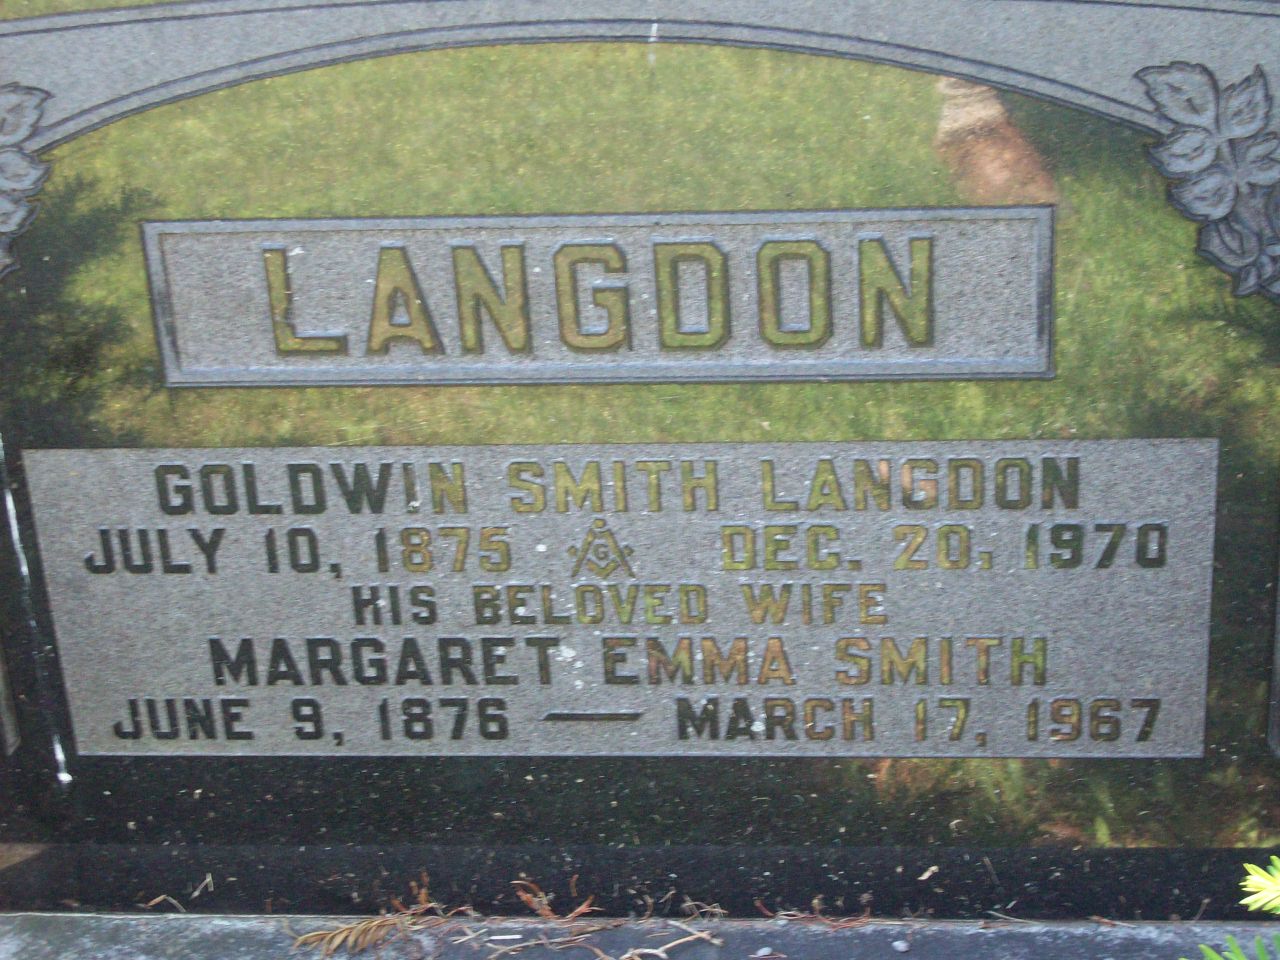 LANGDON
GOLDWIN SMITH LANGDON
JULY 10, 1875 G DEC. 20, 1970
HIS BELOVED WIFE
MARGARET EMMA SMITH
JUNE 9, 1876 — MARCH 17, 1967